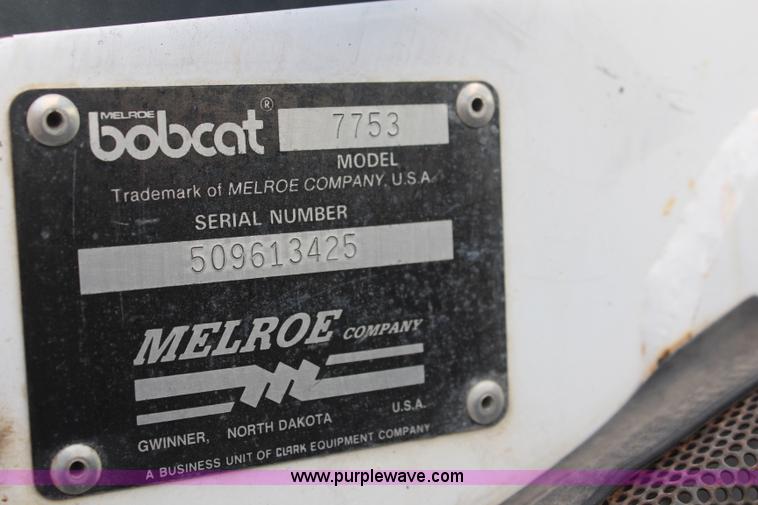 MELROE
bobcat® 7753
MODEL
Trademark of MELROE COMPANY, U.S.A.
SERIAL NUMBER
509613425
MELROE COMPANY
GWINNER, NORTH DAKOTA U.S.A.
A BUSINESS UNIT OF CLARK EQUIPMENT COMPANY
www.purplewave.com